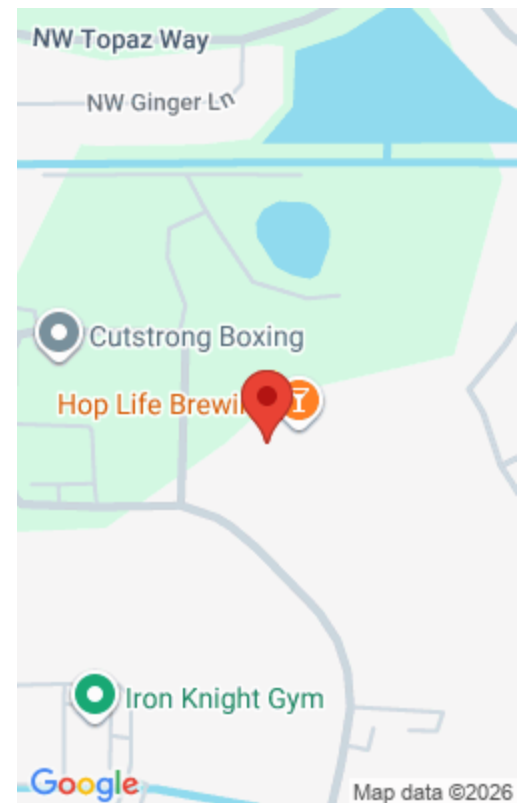 NW Topaz Way
NW Ginger Ln
Cutstrong Boxing
Hop Life Brewi
Iron Knight Gym
Google
Map data ©2026